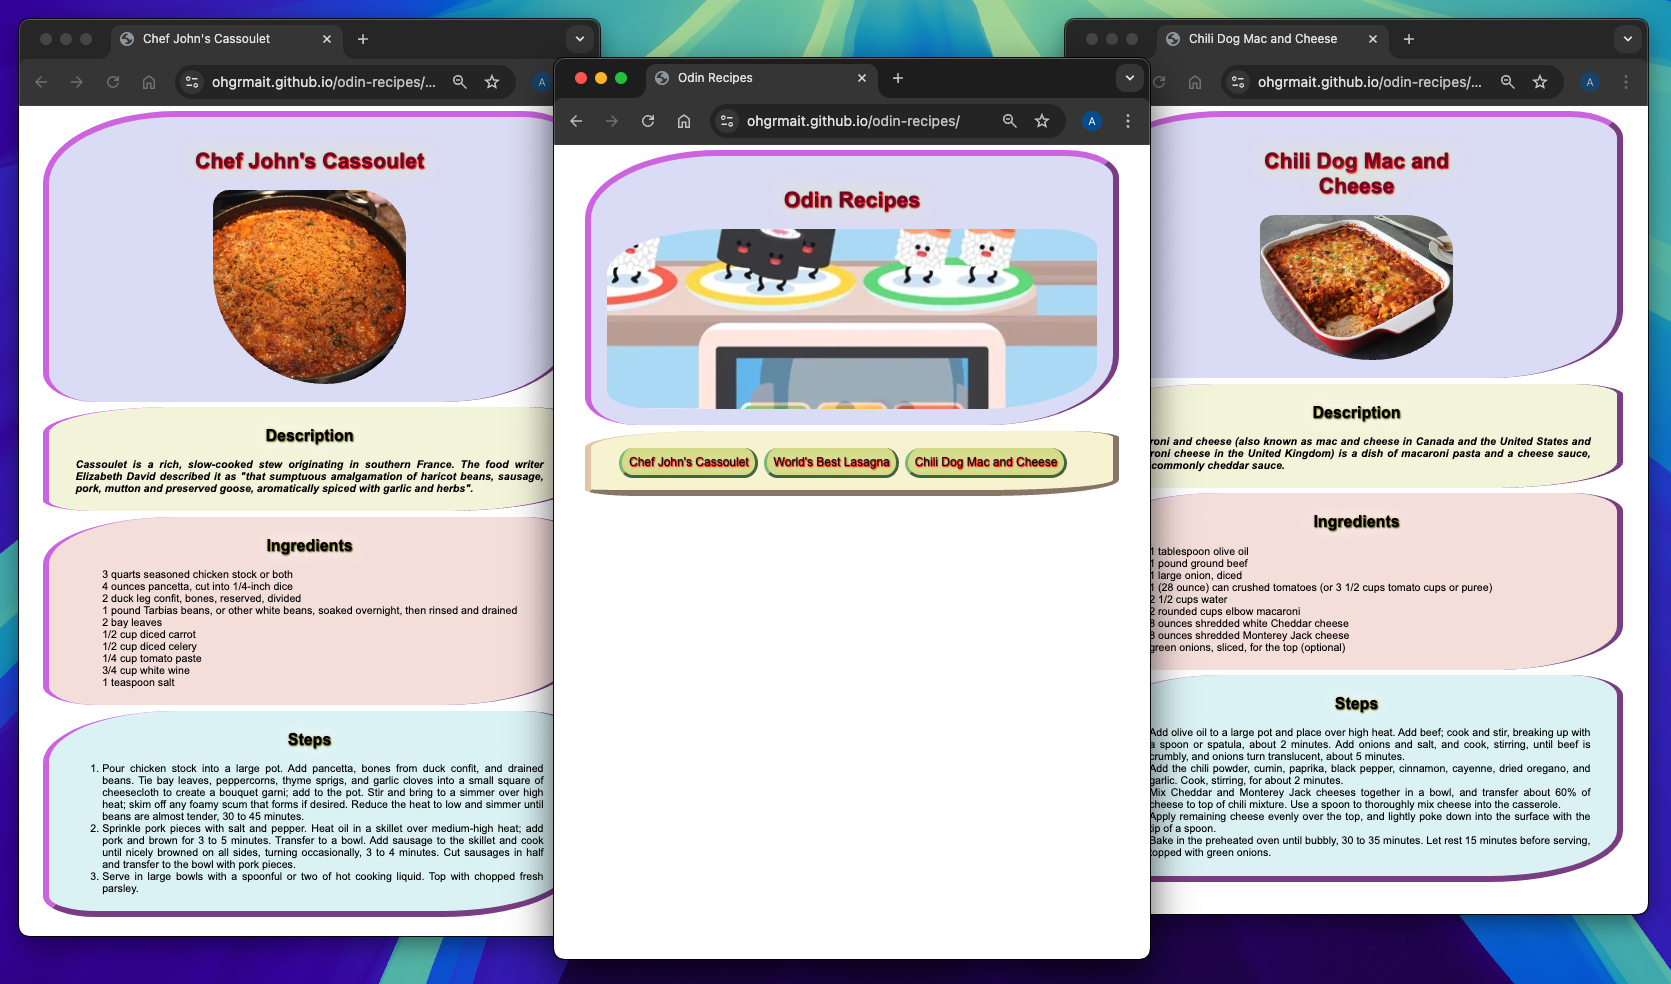 Chef John's Cassoulet
ohgrmait.github.io/odin-recipes/...
A
Chef John's Cassoulet
Description
Cassoulet is a rich, slow-cooked stew originating in southern France. The food writer
Elizabeth David described it as "that sumptuous amalgamation of haricot beans, sausage,
pork, mutton and preserved goose, aromatically spiced with garlic and herbs".
Ingredients
3 quarts seasoned chicken stock or both
4 ounces pancetta, cut into 1/4-inch dice
2 duck leg confit, bones, reserved, divided
1 pound Tarbias beans, or other white beans, soaked overnight, then rinsed and drained
2 bay leaves
1/2 cup diced carrot
1/2 cup diced celery
1/4 cup tomato paste
3/4 cup white wine
1 teaspoon salt
Steps
1. Pour chicken stock into a large pot. Add pancetta, bones from duck confit, and drained
beans. Tie bay leaves, peppercorns, thyme sprigs, and garlic cloves into a small square of
cheesecloth to create a bouquet garni; add to the pot. Stir and bring to a simmer over high
heat; skim off any foamy scum that forms if desired. Reduce the heat to low and simmer until
beans are almost tender, 30 to 45 minutes.
2. Sprinkle pork pieces with salt and pepper. Heat oil in a skillet over medium-high heat; add
pork and brown for 3 to 5 minutes. Transfer to a bowl. Add sausage to the skillet and cook
until nicely browned on all sides, turning occasionally, 3 to 4 minutes. Cut sausages in half
and transfer to the bowl with pork pieces.
3. Serve in large bowls with a spoonful or two of hot cooking liquid. Top with chopped fresh
parsley.
Odin Recipes
ohgrmait.github.io/odin-recipes/
A
Odin Recipes
Chef John's Cassoulet
World's Best Lasagna
Chili Dog Mac and Cheese
Chili Dog Mac and Cheese
ohgrmait.github.io/odin-recipes/...
A
Chili Dog Mac and
Cheese
Description
roni and cheese (also known as mac and cheese in Canada and the United States and
roni cheese in the United Kingdom) is a dish of macaroni pasta and a cheese sauce,
commonly cheddar sauce.
Ingredients
1 tablespoon olive oil
1 pound ground beef
1 large onion, diced
1 (28 ounce) can crushed tomatoes (or 3 1/2 cups tomato cups or puree)
2 1/2 cups water
2 rounded cups elbow macaroni
8 ounces shredded white Cheddar cheese
8 ounces shredded Monterey Jack cheese
green onions, sliced, for the top (optional)
Steps
Add olive oil to a large pot and place over high heat. Add beef; cook and stir, breaking up with
a spoon or spatula, about 2 minutes. Add onions and salt, and cook, stirring, until beef is
crumbly, and onions turn translucent, about 5 minutes.
Add the chili powder, cumin, paprika, black pepper, cinnamon, cayenne, dried oregano, and
garlic. Cook, stirring, for about 2 minutes.
Mix Cheddar and Monterey Jack cheeses together in a bowl, and transfer about 60% of
cheese to top of chili mixture. Use a spoon to thoroughly mix cheese into the casserole.
Apply remaining cheese evenly over the top, and lightly poke down into the surface with the
tip of a spoon.
Bake in the preheated oven until bubbly, 30 to 35 minutes. Let rest 15 minutes before serving,
topped with green onions.